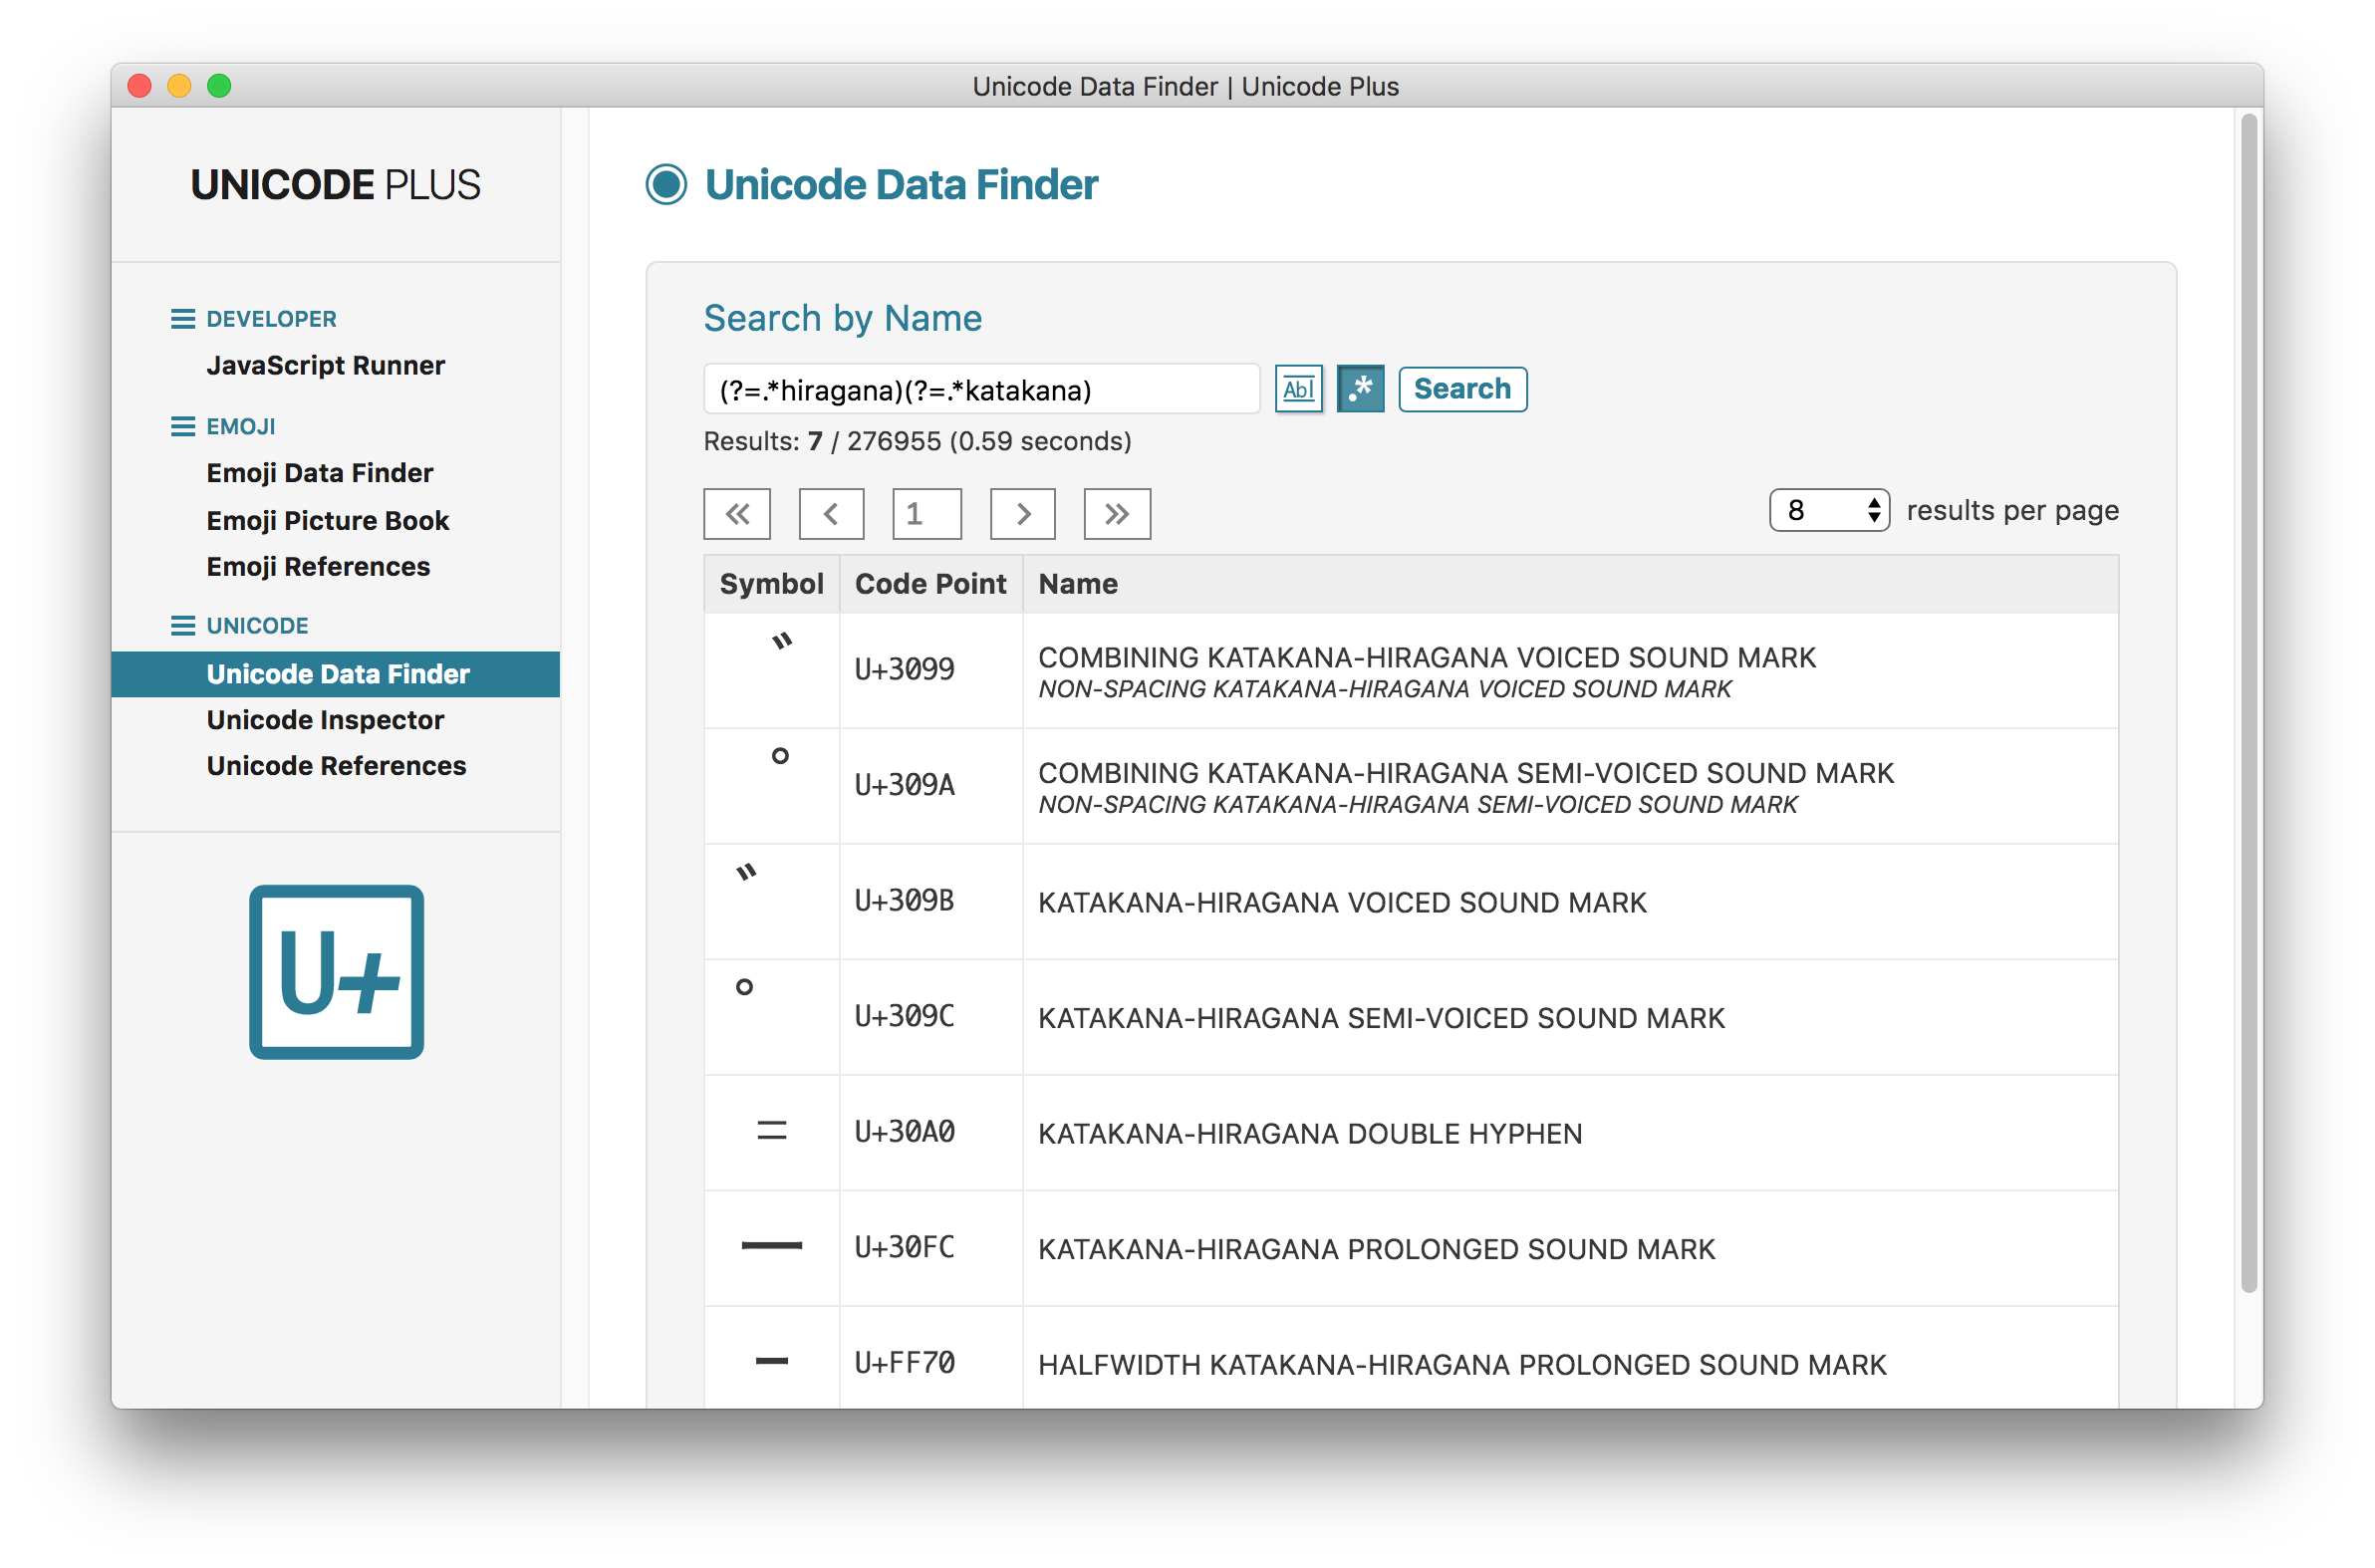 Unicode Data Finder | Unicode Plus
UNICODE PLUS
DEVELOPER
JavaScript Runner
EMOJI
Emoji Data Finder
Emoji Picture Book
Emoji References
UNICODE
Unicode Data Finder
Unicode Inspector
Unicode References
U+
Unicode Data Finder
Search by Name
(?=.*hiragana)(?=.*katakana) Abl .* Search
Results: 7 / 276955 (0.59 seconds)
« ‹ 1 › » 8 results per page
Symbol Code Point Name
゙ U+3099 COMBINING KATAKANA-HIRAGANA VOICED SOUND MARK
NON-SPACING KATAKANA-HIRAGANA VOICED SOUND MARK
゚ U+309A COMBINING KATAKANA-HIRAGANA SEMI-VOICED SOUND MARK
NON-SPACING KATAKANA-HIRAGANA SEMI-VOICED SOUND MARK
゛ U+309B KATAKANA-HIRAGANA VOICED SOUND MARK
゜ U+309C KATAKANA-HIRAGANA SEMI-VOICED SOUND MARK
゠ U+30A0 KATAKANA-HIRAGANA DOUBLE HYPHEN
ー U+30FC KATAKANA-HIRAGANA PROLONGED SOUND MARK
ｰ U+FF70 HALFWIDTH KATAKANA-HIRAGANA PROLONGED SOUND MARK